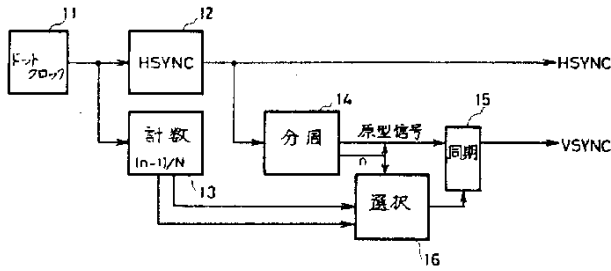 11
12
ドット
クロック
HSYNC
HSYNC
14
15
計数
(n-1)/N
13
分周
原型信号
n
同期
VSYNC
選択
16